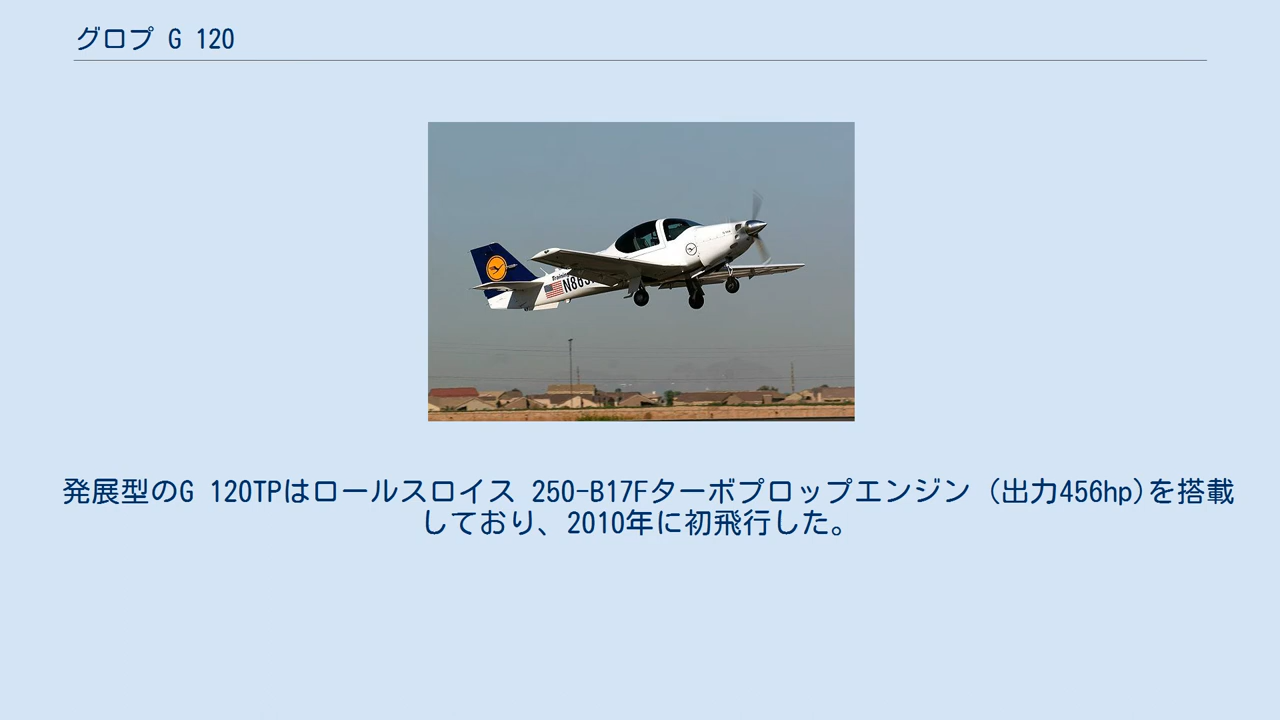 グロプ G 120
発展型のG 120TPはロールスロイス 250-B17Fターボプロップエンジン (出力456hp)を搭載
しており、2010年に初飛行した。